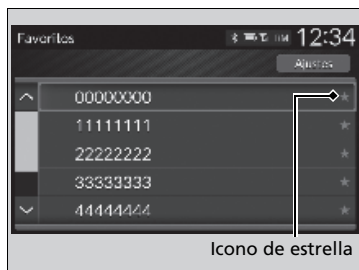 Favoritos
12:34
Ajustes
00000000
11111111
22222222
33333333
44444444
Icono de estrella